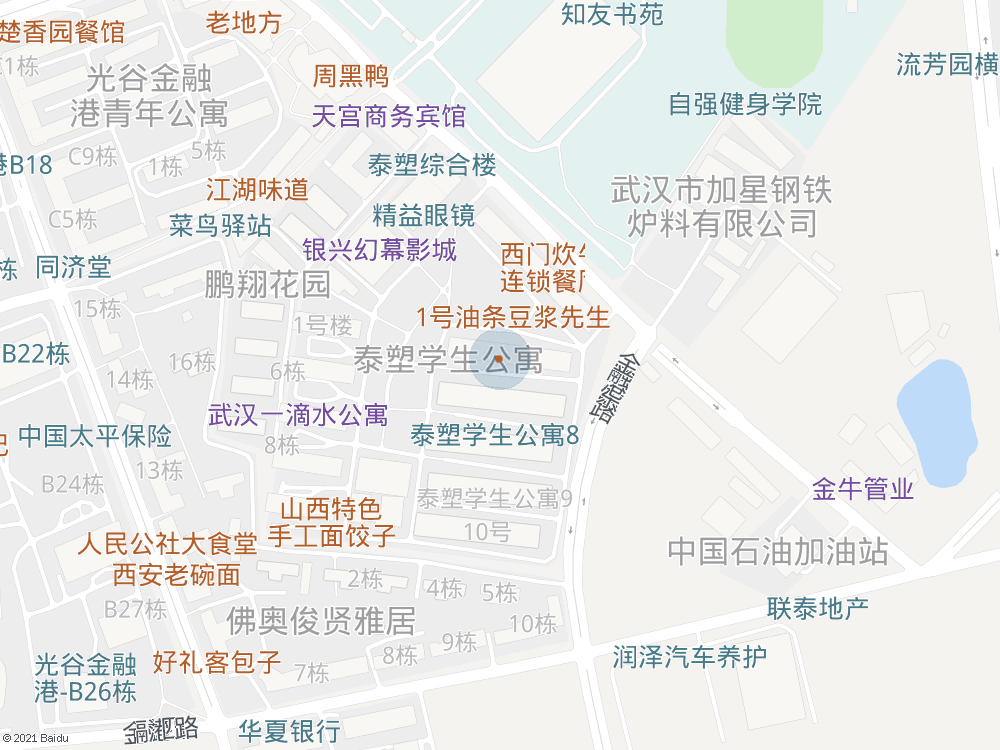 知友书苑
老地方
楚香园餐馆
流芳园横
C1栋
光谷金融
港青年公寓
周黑鸭
自强健身学院
天宫商务宾馆
C9栋
5栋
1栋
泰塑综合楼
港B18
江湖味道
武汉市加星钢铁
炉料有限公司
C5栋
菜鸟驿站
精益眼镜
银兴幻幕影城
西门炊
连锁餐
栋
同济堂
鹏翔花园
15栋
1号楼
1号油条豆浆先生
B22栋
16栋
6栋
泰塑学生公寓
14栋
武汉一滴水公寓
中国太平保险
8栋
泰塑学生公寓8
13栋
B24栋
泰塑学生公寓9
金牛管业
山西特色
手工面饺子
10号
人民公社大食堂
中国石油加油站
西安老碗面
2栋
4栋
5栋
B27栋
联泰地产
佛奥俊贤雅居
10栋
9栋
8栋
润泽汽车养护
光谷金融
港-B26栋
好礼客包子
7栋
华夏银行
© 2021 Baidu